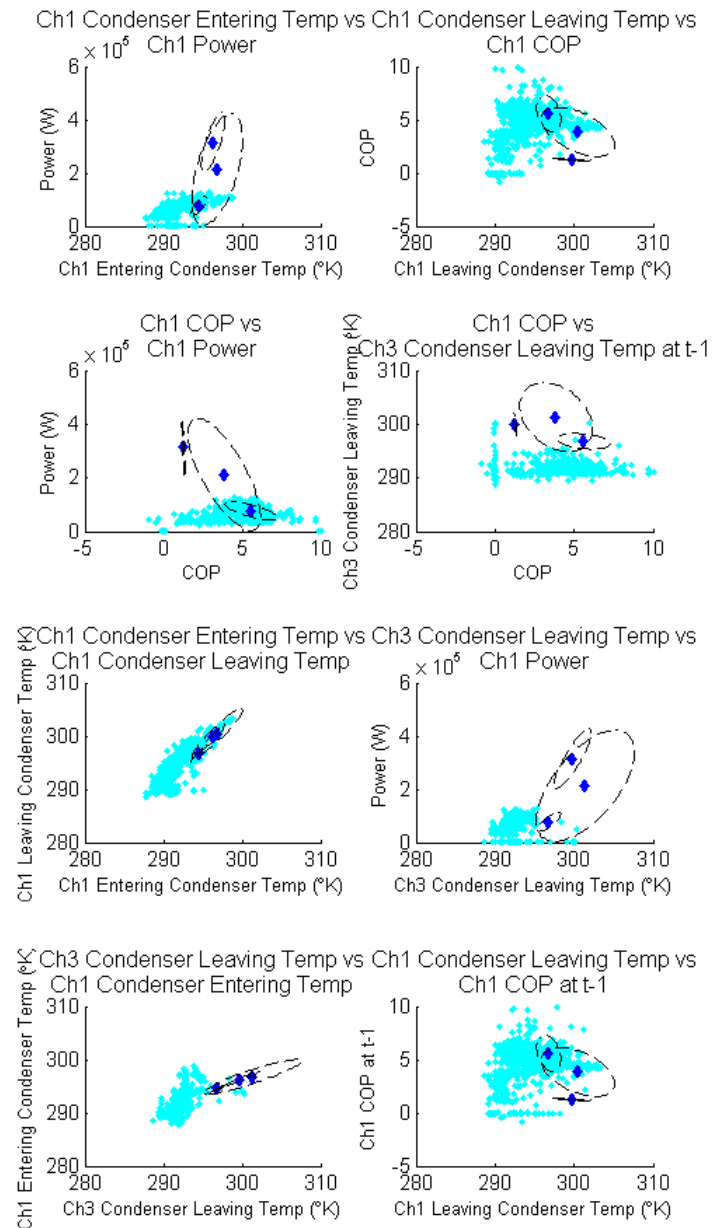 Ch1 Condenser Entering Temp vs
Ch1 Power
× 10⁵
6
4
2
0
280 290 300 310
Power (W)
Ch1 Entering Condenser Temp (°K)
Ch1 Condenser Leaving Temp vs
Ch1 COP
10
5
0
-5
280 290 300 310
COP
Ch1 Leaving Condenser Temp (°K)
Ch1 COP vs
Ch1 Power
× 10⁵
6
4
2
0
-5 0 5 10
Power (W)
COP
Ch1 COP vs
Ch3 Condenser Leaving Temp at t-1
310
300
290
280
-5 0 5 10
Ch3 Condenser Leaving Temp (°K)
COP
Ch1 Condenser Entering Temp vs
Ch1 Condenser Leaving Temp
310
300
290
280
280 290 300 310
Ch1 Leaving Condenser Temp (°K)
Ch1 Entering Condenser Temp (°K)
Ch3 Condenser Leaving Temp vs
Ch1 Power
× 10⁵
6
4
2
0
280 290 300 310
Power (W)
Ch3 Condenser Leaving Temp (°K)
Ch3 Condenser Leaving Temp vs
Ch1 Condenser Entering Temp
310
300
290
280
280 290 300 310
Ch1 Entering Condenser Temp (°K)
Ch3 Condenser Leaving Temp (°K)
Ch1 Condenser Leaving Temp vs
Ch1 COP at t-1
10
5
0
-5
280 290 300 310
Ch1 COP at t-1
Ch1 Leaving Condenser Temp (°K)